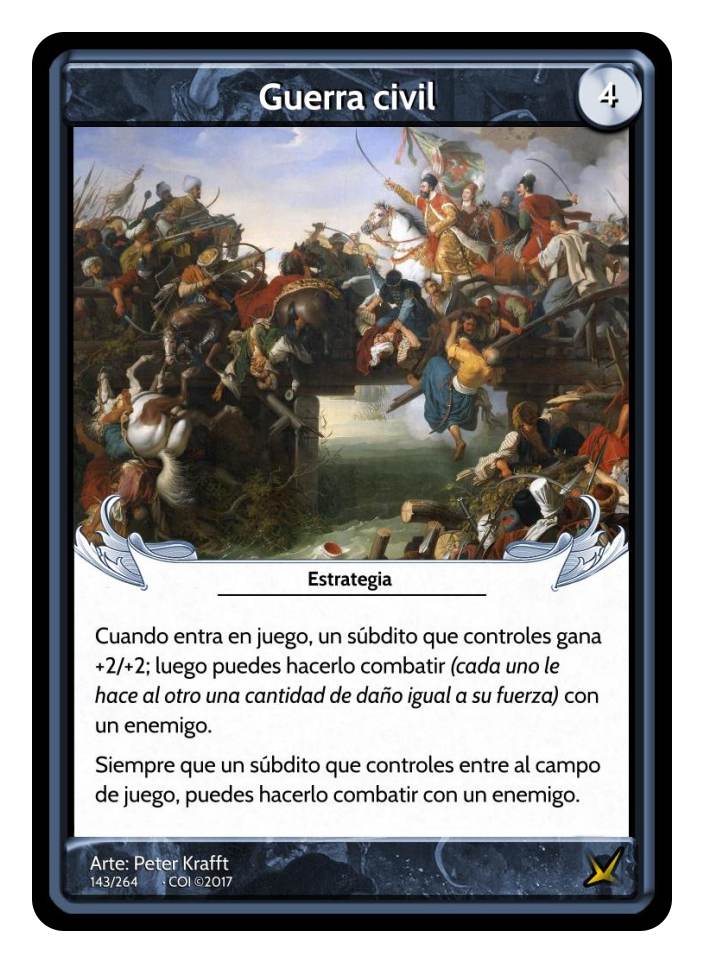 Guerra civil
4
Estrategia
Cuando entra en juego, un súbdito que controles gana
+2/+2; luego puedes hacerlo combatir (cada uno le
hace al otro una cantidad de daño igual a su fuerza) con
un enemigo.
Siempre que un súbdito que controles entre al campo
de juego, puedes hacerlo combatir con un enemigo.
Arte: Peter Krafft
143/264 · COI ©2017